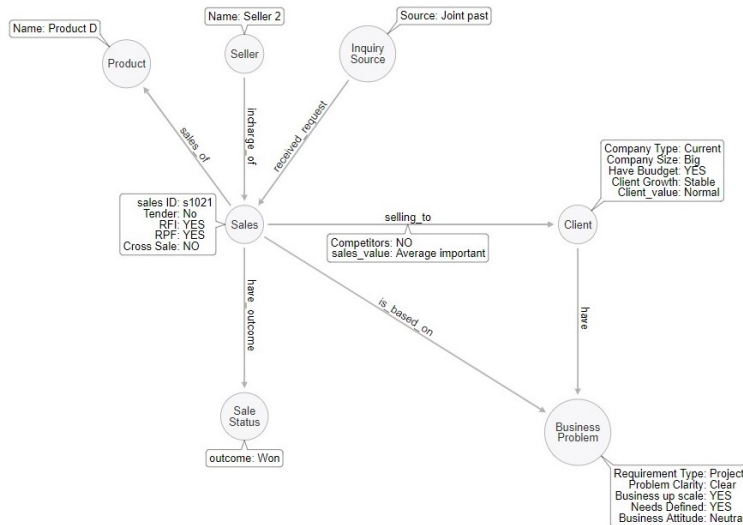 Name: Product D
Product
Name: Seller 2
Seller
Source: Joint past
Inquiry
Source
sales_of
incharge_of
received_request
sales ID: s1021
Tender: No
RFI: YES
RPF: YES
Cross Sale: NO
Sales
selling_to
Competitors: NO
sales_value: Average important
Company Type: Current
Company Size: Big
Have Buudget: YES
Client Growth: Stable
Client_value: Normal
Client
have_outcome
is_based_on
have
Sale
Status
outcome: Won
Business
Problem
Requirement Type: Project
Problem Clarity: Clear
Business up scale: YES
Needs Defined: YES
Business Attitude: Neutral